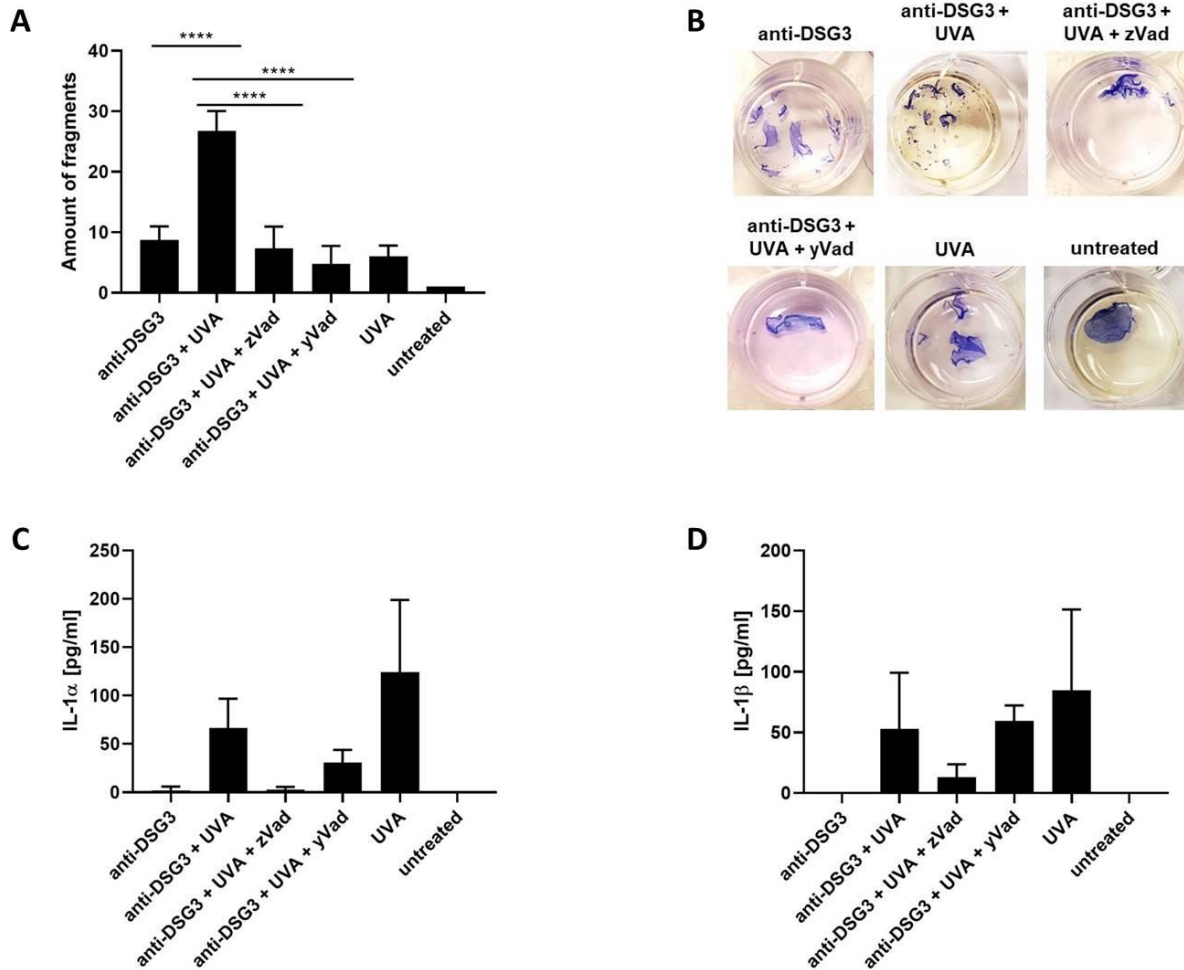 A
****
****
****
Amount of fragments
40
30
20
10
0
anti-DSG3
anti-DSG3 + UVA
anti-DSG3 + UVA + zVad
anti-DSG3 + UVA + yVad
UVA
untreated
B
anti-DSG3
anti-DSG3 +
UVA
anti-DSG3 +
UVA + zVad
anti-DSG3 +
UVA + yVad
UVA
untreated
C
IL-1α [pg/ml]
250
200
150
100
50
0
anti-DSG3
anti-DSG3 + UVA
anti-DSG3 + UVA + zVad
anti-DSG3 + UVA + yVad
UVA
untreated
D
IL-1β [pg/ml]
200
150
100
50
0
anti-DSG3
anti-DSG3 + UVA
anti-DSG3 + UVA + zVad
anti-DSG3 + UVA + yVad
UVA
untreated